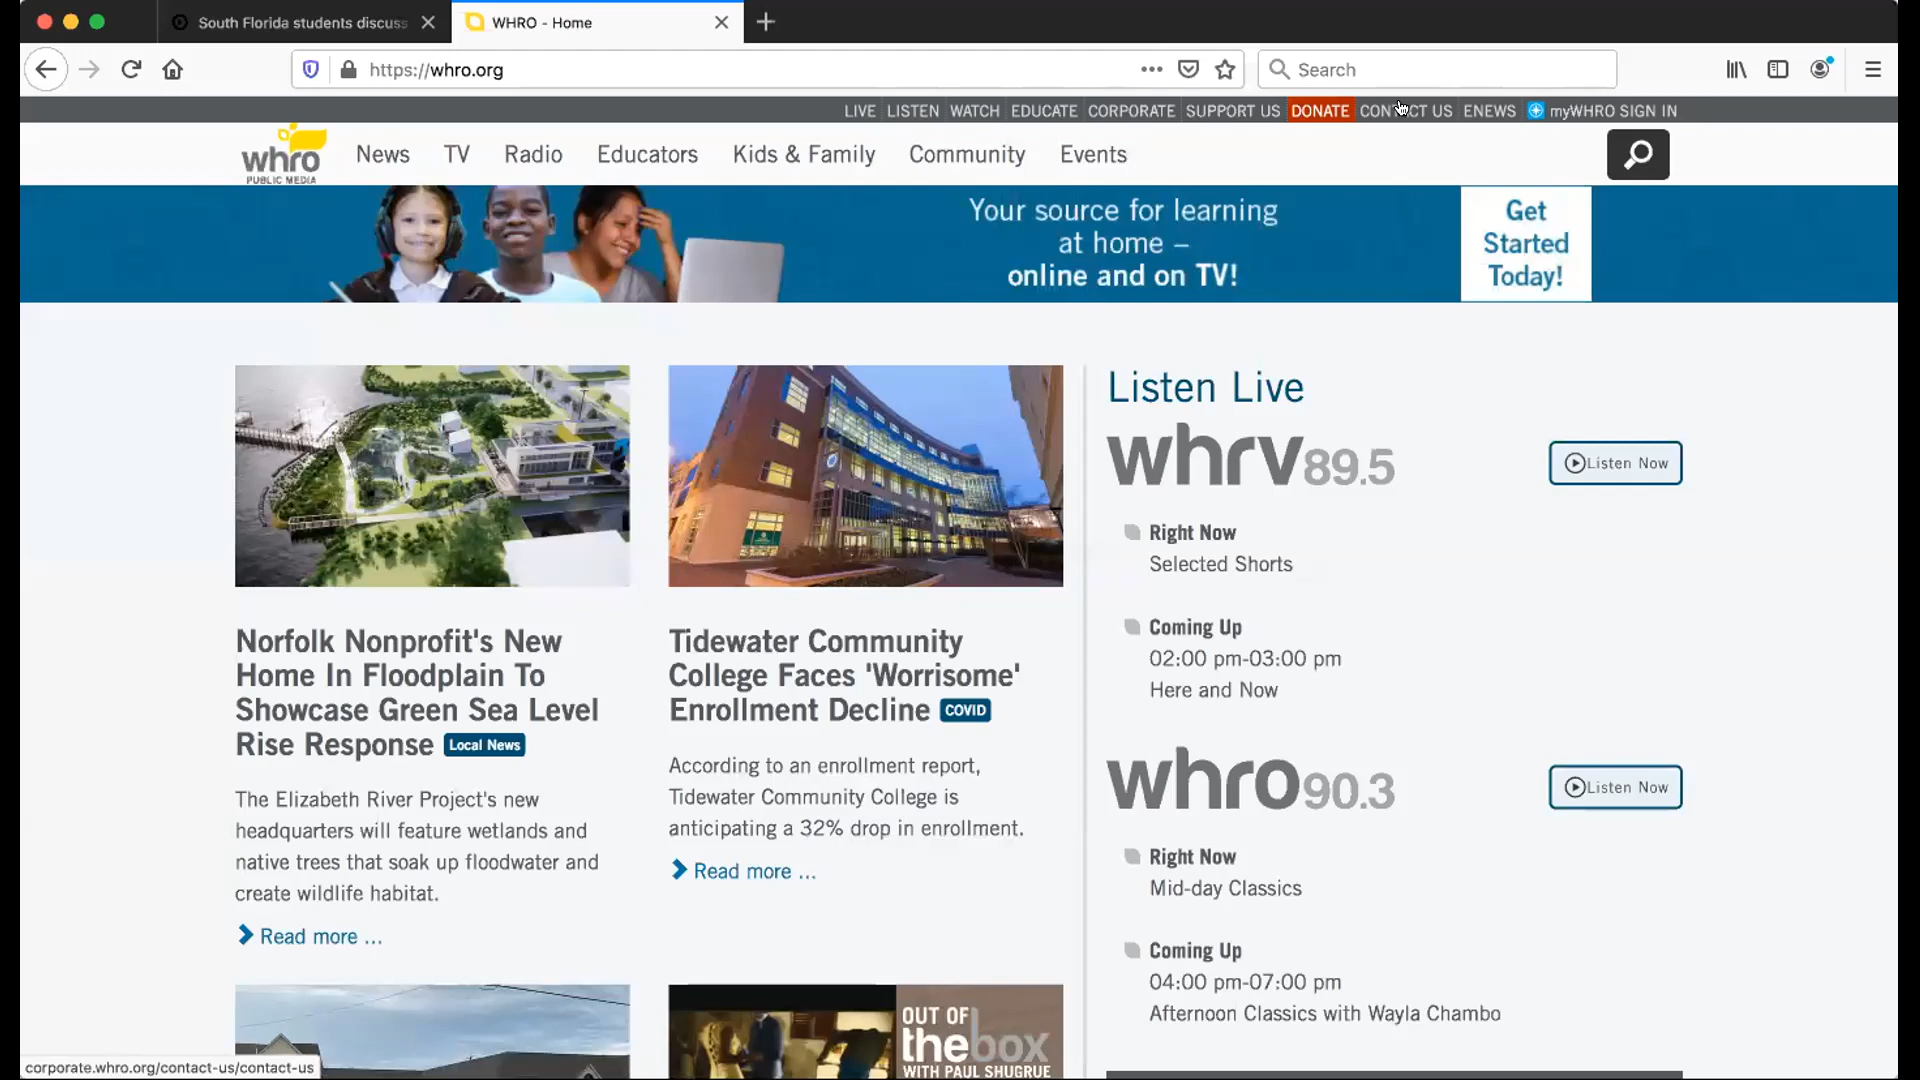 South Florida students discuss
WHRO - Home
https://whro.org
Search
LIVE LISTEN WATCH EDUCATE CORPORATE SUPPORT US DONATE CONTACT US ENEWS myWHRO SIGN IN
whro
PUBLIC MEDIA
News TV Radio Educators Kids & Family Community Events
Your source for learning
at home –
online and on TV!
Get
Started
Today!
Norfolk Nonprofit's New
Home In Floodplain To
Showcase Green Sea Level
Rise Response Local News
The Elizabeth River Project's new
headquarters will feature wetlands and
native trees that soak up floodwater and
create wildlife habitat.
Read more ...
Tidewater Community
College Faces 'Worrisome'
Enrollment Decline COVID
According to an enrollment report,
Tidewater Community College is
anticipating a 32% drop in enrollment.
Read more ...
OUT OF
thebox
WITH PAUL SHUGRUE
Listen Live
whrv 89.5
Listen Now
Right Now
Selected Shorts
Coming Up
02:00 pm-03:00 pm
Here and Now
whro 90.3
Listen Now
Right Now
Mid-day Classics
Coming Up
04:00 pm-07:00 pm
Afternoon Classics with Wayla Chambo
corporate.whro.org/contact-us/contact-us